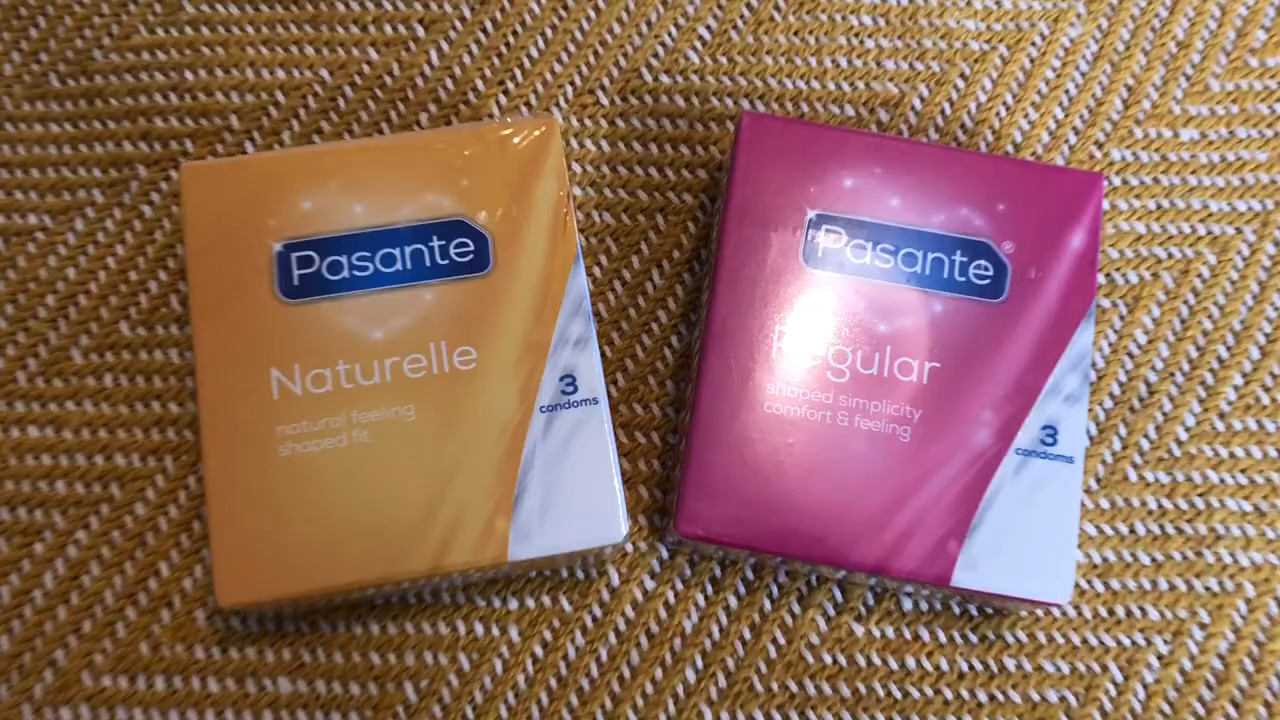 Pasante
Naturelle
natural feeling
shaped fit
3
condoms
Pasante®
Regular
shaped simplicity
comfort & feeling
3
condoms